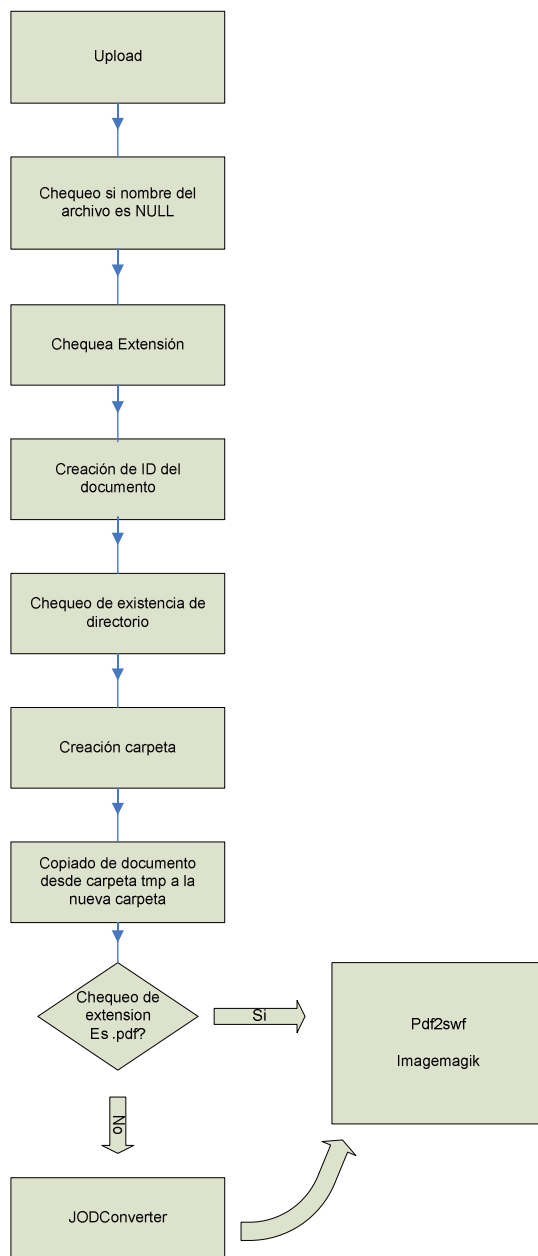 Upload
Chequeo si nombre del
archivo es NULL
Chequea Extensión
Creación de ID del
documento
Chequeo de existencia de
directorio
Creación carpeta
Copiado de documento
desde carpeta tmp a la
nueva carpeta
Chequeo de
extension
Es .pdf?
Si
Pdf2swf
Imagemagik
No
JODConverter